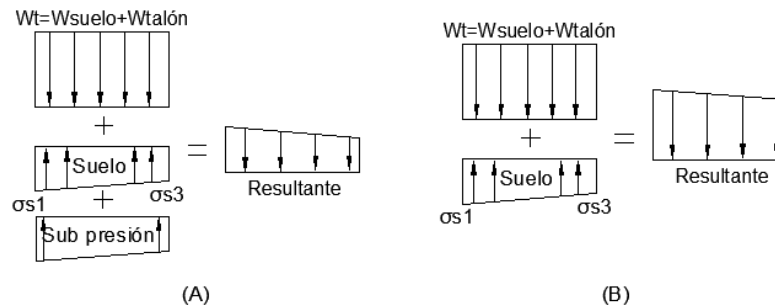 Wt=Wsuelo+Wtalón
+
Suelo
σs1
σs3
+
Sub presión
=
Resultante
(A)
Wt=Wsuelo+Wtalón
+
Suelo
σs1
σs3
=
Resultante
(B)